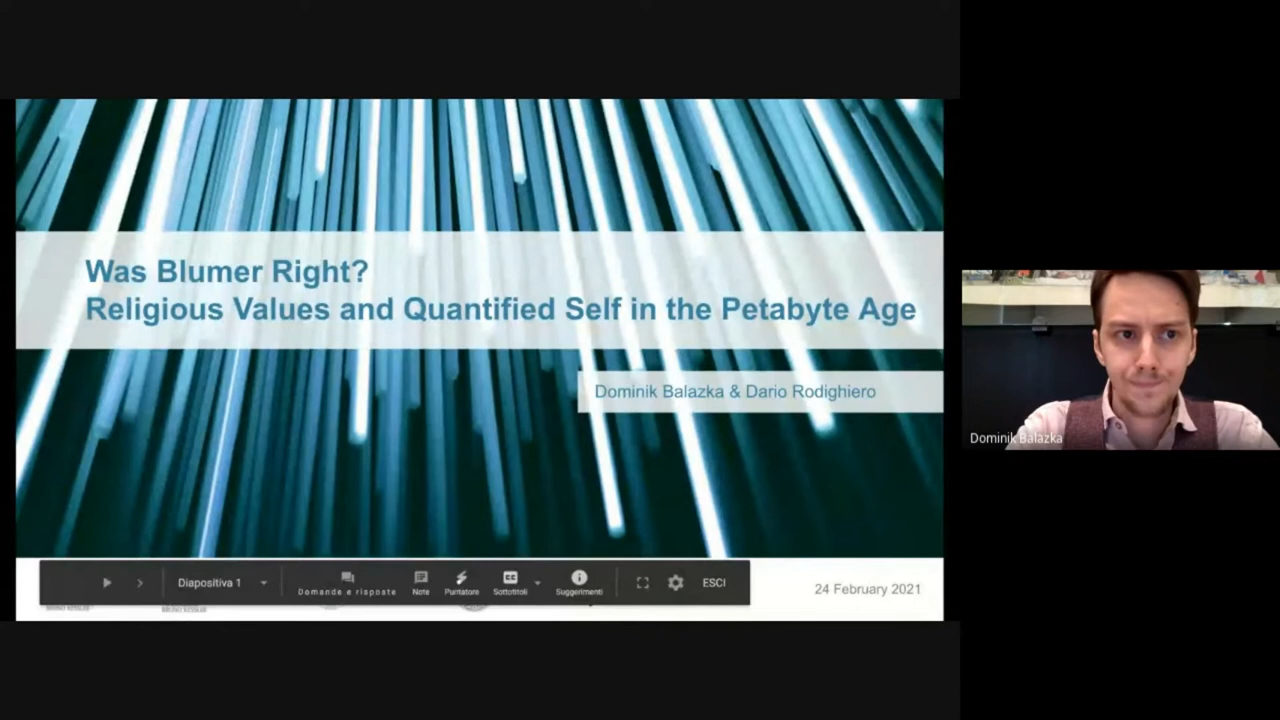 Was Blumer Right?
Religious Values and Quantified Self in the Petabyte Age
Dominik Balazka & Dario Rodighiero
Dominik Balazka
Diapositiva 1
Domande e risposte
Note
Puntatore
Sottotitoli
Suggerimenti
ESCI
24 February 2021